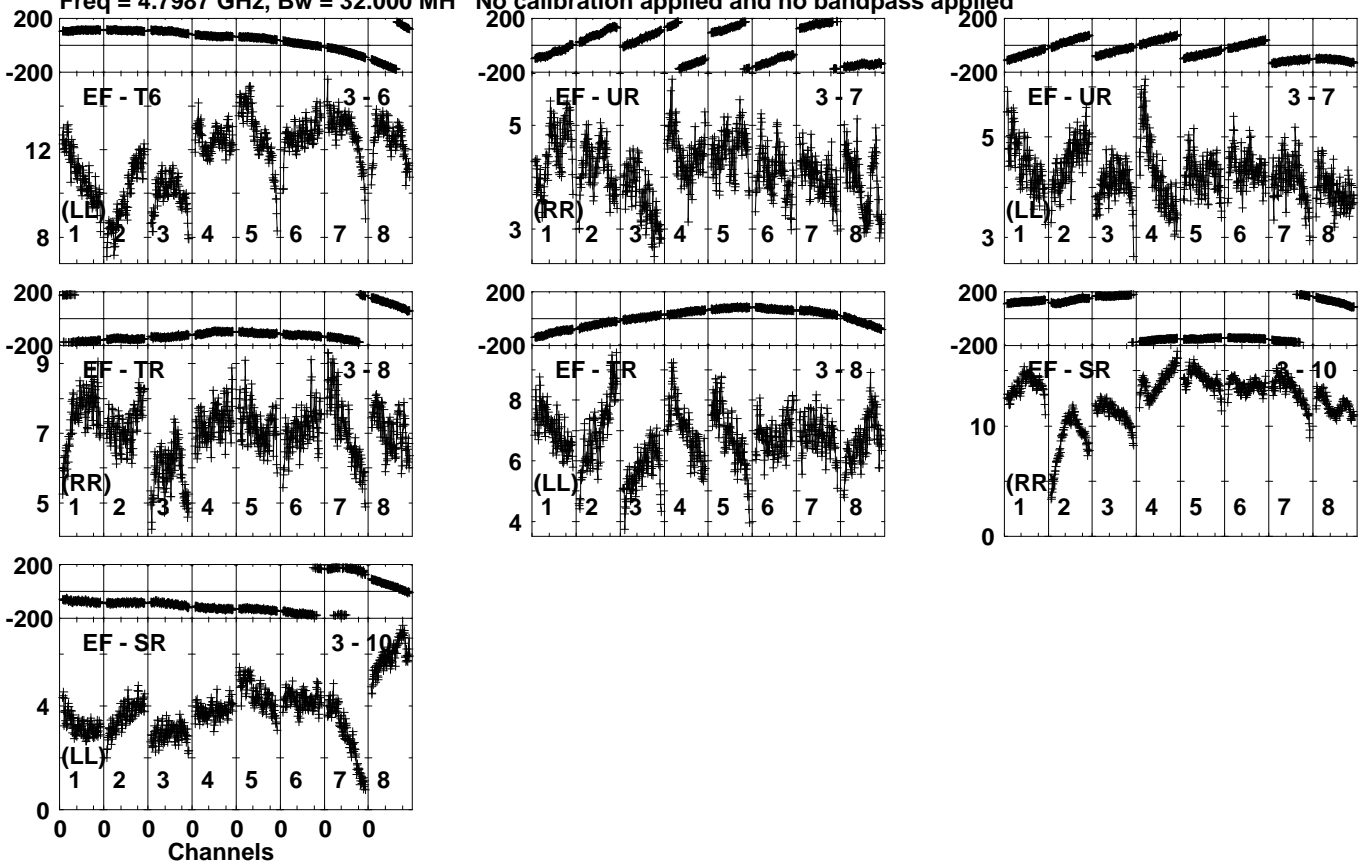 Freq = 4.7987 GHz, Bw = 32.000 MH   No calibration applied and no bandpass applied
200
-200
EF - T6 3 - 6
12
8
(LL)
1 2 3 4 5 6 7 8
200
-200
EF - UR 3 - 7
5
3
(RR)
1 2 3 4 5 6 7 8
200
-200
EF - UR 3 - 7
5
3
(LL)
1 2 3 4 5 6 7 8
200
-200
EF - TR 3 - 8
9
7
5
(RR)
1 2 3 4 5 6 7 8
200
-200
EF - TR 3 - 8
8
6
4
(LL)
1 2 3 4 5 6 7 8
200
-200
EF - SR 3 - 10
10
0
(RR)
1 2 3 4 5 6 7 8
200
-200
EF - SR 3 - 10
4
0
(LL)
1 2 3 4 5 6 7 8
0 0 0 0 0 0 0 0
Channels